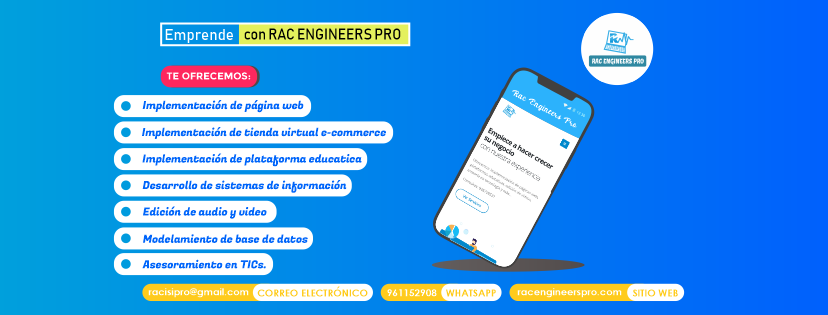 Emprende con RAC ENGINEERS PRO
RAC ENGINEERS PRO
TE OFRECEMOS:
Implementación de página web
Implementación de tienda virtual e-commerce
Implementación de plataforma educatica
Desarrollo de sistemas de información
Edición de audio y video
Modelamiento de base de datos
Asesoramiento en TICs.
Rac Engineers Pro
Empiece a hacer crecer
su negocio
con nuestra experiencia
racisipro@gmail.com CORREO ELECTRÓNICO
961152908 WHATSAPP
racengineerspro.com SITIO WEB